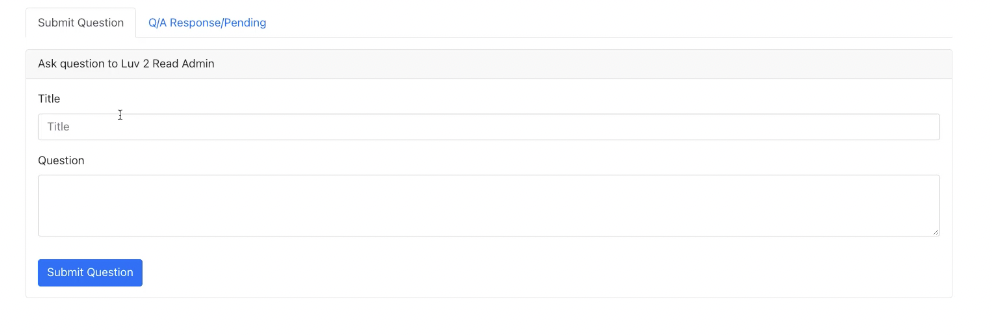 Submit Question Q/A Response/Pending
Ask question to Luv 2 Read Admin
Title
Title
Question
Submit Question